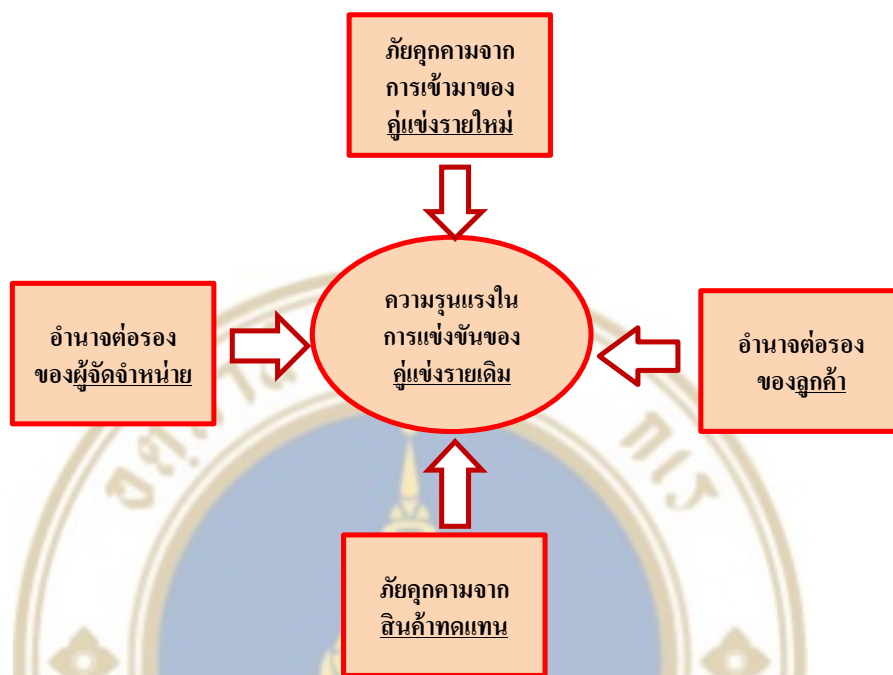 ภัยคุกคามจาก
การเข้ามาของ
คู่แข่งรายใหม่
ความรุนแรงใน
การแข่งขันของ
คู่แข่งรายเดิม
อำนาจต่อรอง
ของผู้จัดจำหน่าย
อำนาจต่อรอง
ของลูกค้า
ภัยคุกคามจาก
สินค้าทดแทน